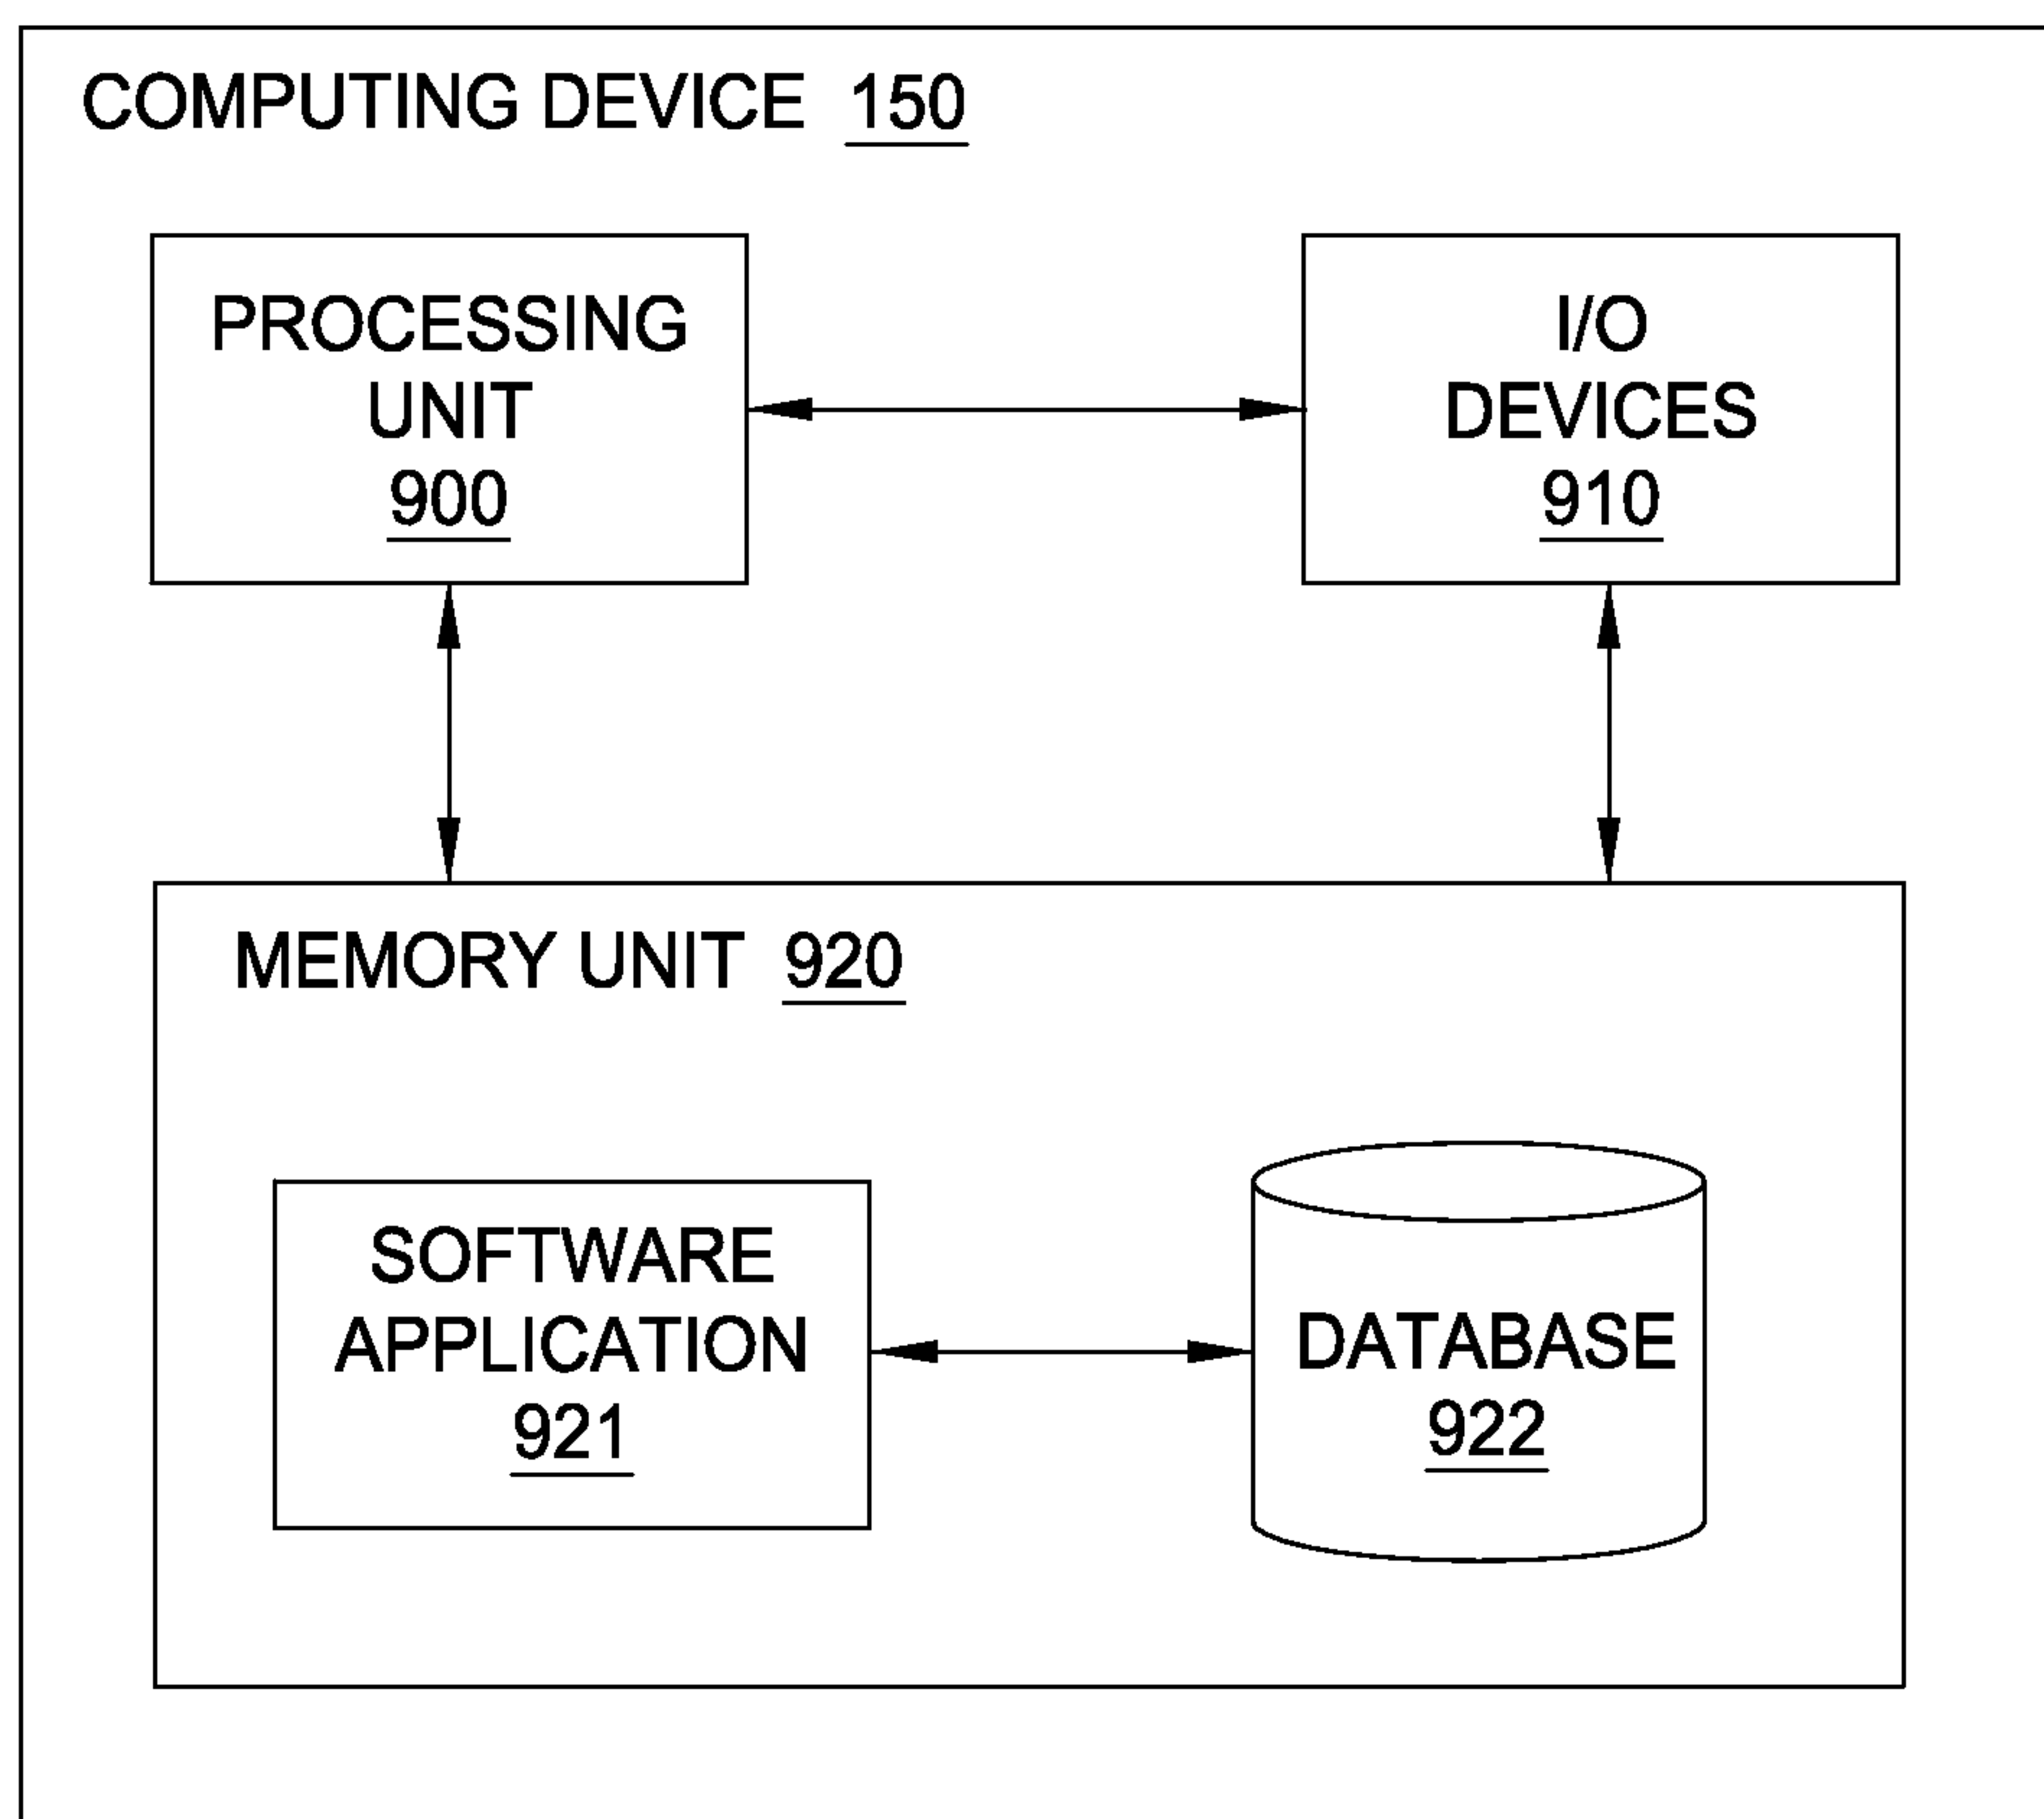 COMPUTING DEVICE 150
PROCESSING
UNIT
900
I/O
DEVICES
910
MEMORY UNIT 920
SOFTWARE
APPLICATION
921
DATABASE
922